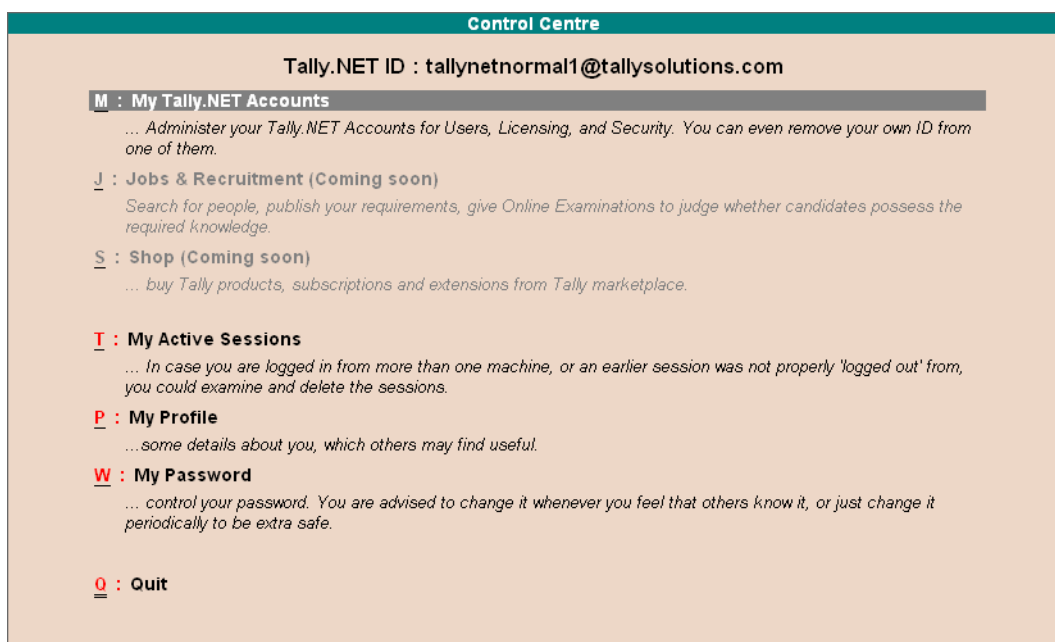 Control Centre
Tally.NET ID : tallynetnormal1@tallysolutions.com
M : My Tally.NET Accounts
... Administer your Tally.NET Accounts for Users, Licensing, and Security. You can even remove your own ID from
one of them.
J : Jobs & Recruitment (Coming soon)
Search for people, publish your requirements, give Online Examinations to judge whether candidates possess the
required knowledge.
S : Shop (Coming soon)
... buy Tally products, subscriptions and extensions from Tally marketplace.
T : My Active Sessions
... In case you are logged in from more than one machine, or an earlier session was not properly 'logged out' from,
you could examine and delete the sessions.
P : My Profile
...some details about you, which others may find useful.
W : My Password
... control your password. You are advised to change it whenever you feel that others know it, or just change it
periodically to be extra safe.
Q : Quit